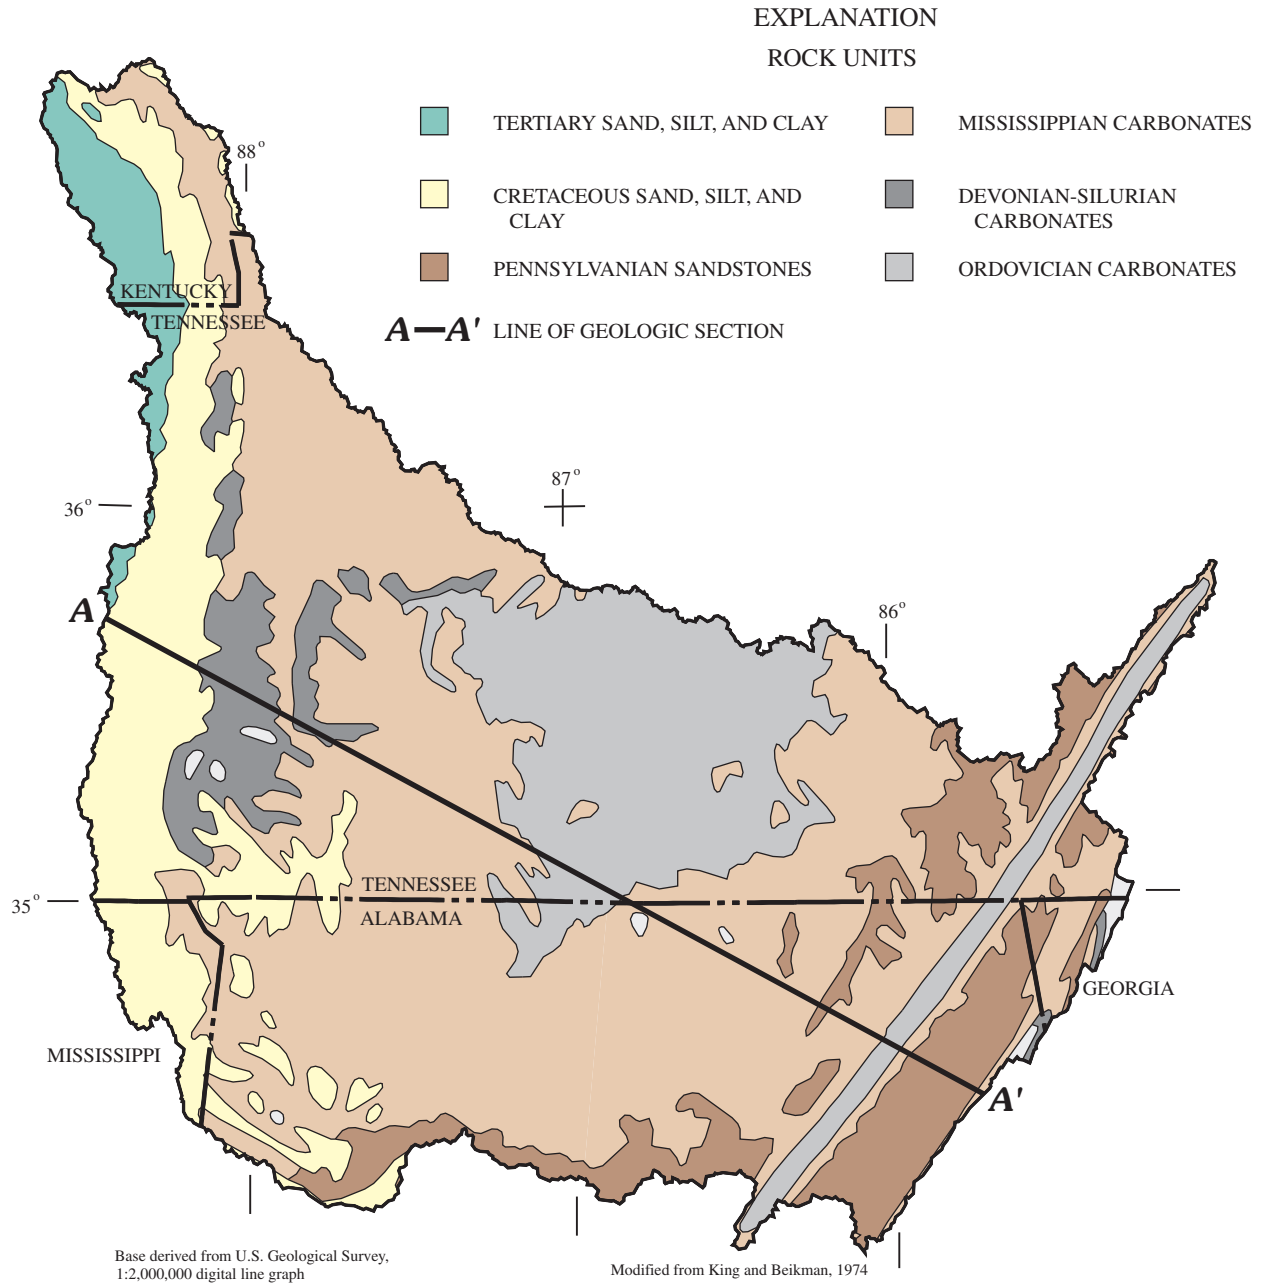 EXPLANATION
ROCK UNITS
TERTIARY SAND, SILT, AND CLAY
CRETACEOUS SAND, SILT, AND
CLAY
PENNSYLVANIAN SANDSTONES
A—A' LINE OF GEOLOGIC SECTION
MISSISSIPPIAN CARBONATES
DEVONIAN-SILURIAN
CARBONATES
ORDOVICIAN CARBONATES
88°
KENTUCKY
TENNESSEE
87°
36°
A
86°
TENNESSEE
35°
ALABAMA
GEORGIA
MISSISSIPPI
A'
Base derived from U.S. Geological Survey,
1:2,000,000 digital line graph
Modified from King and Beikman, 1974